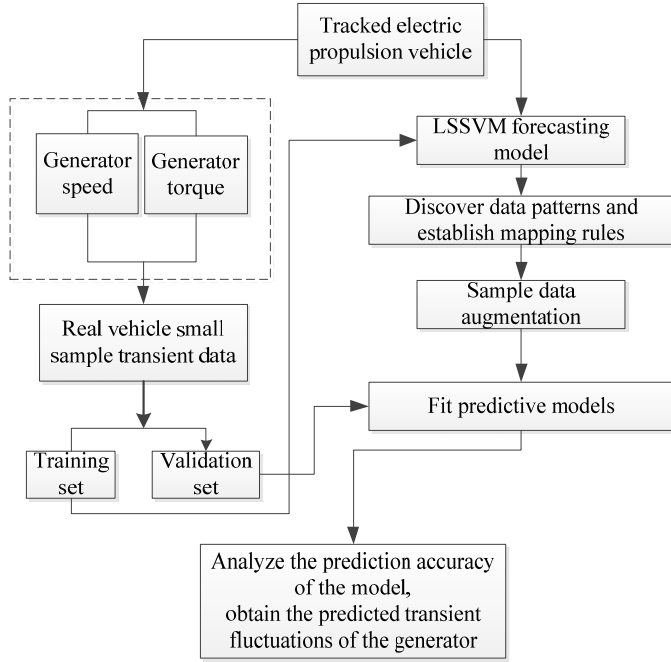 Tracked electric
propulsion vehicle
Generator
speed
Generator
torque
LSSVM forecasting
model
Discover data patterns and
establish mapping rules
Sample data
augmentation
Real vehicle small
sample transient data
Fit predictive models
Training
set
Validation
set
Analyze the prediction accuracy
of the model,
obtain the predicted transient
fluctuations of the generator